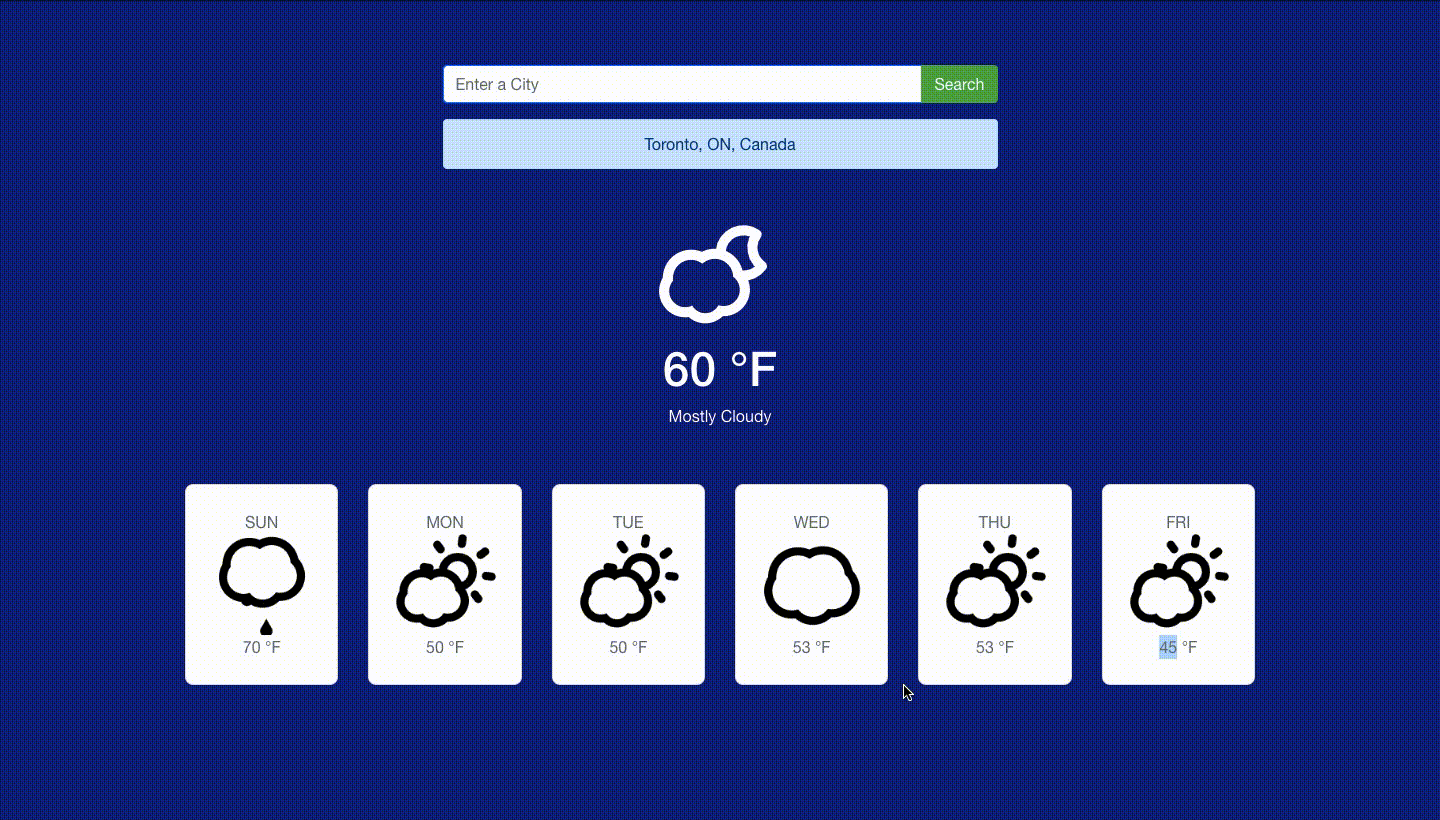 Enter a City
Search
Toronto, ON, Canada
60 °F
Mostly Cloudy
SUN
70 °F
MON
50 °F
TUE
50 °F
WED
53 °F
THU
53 °F
FRI
45 °F